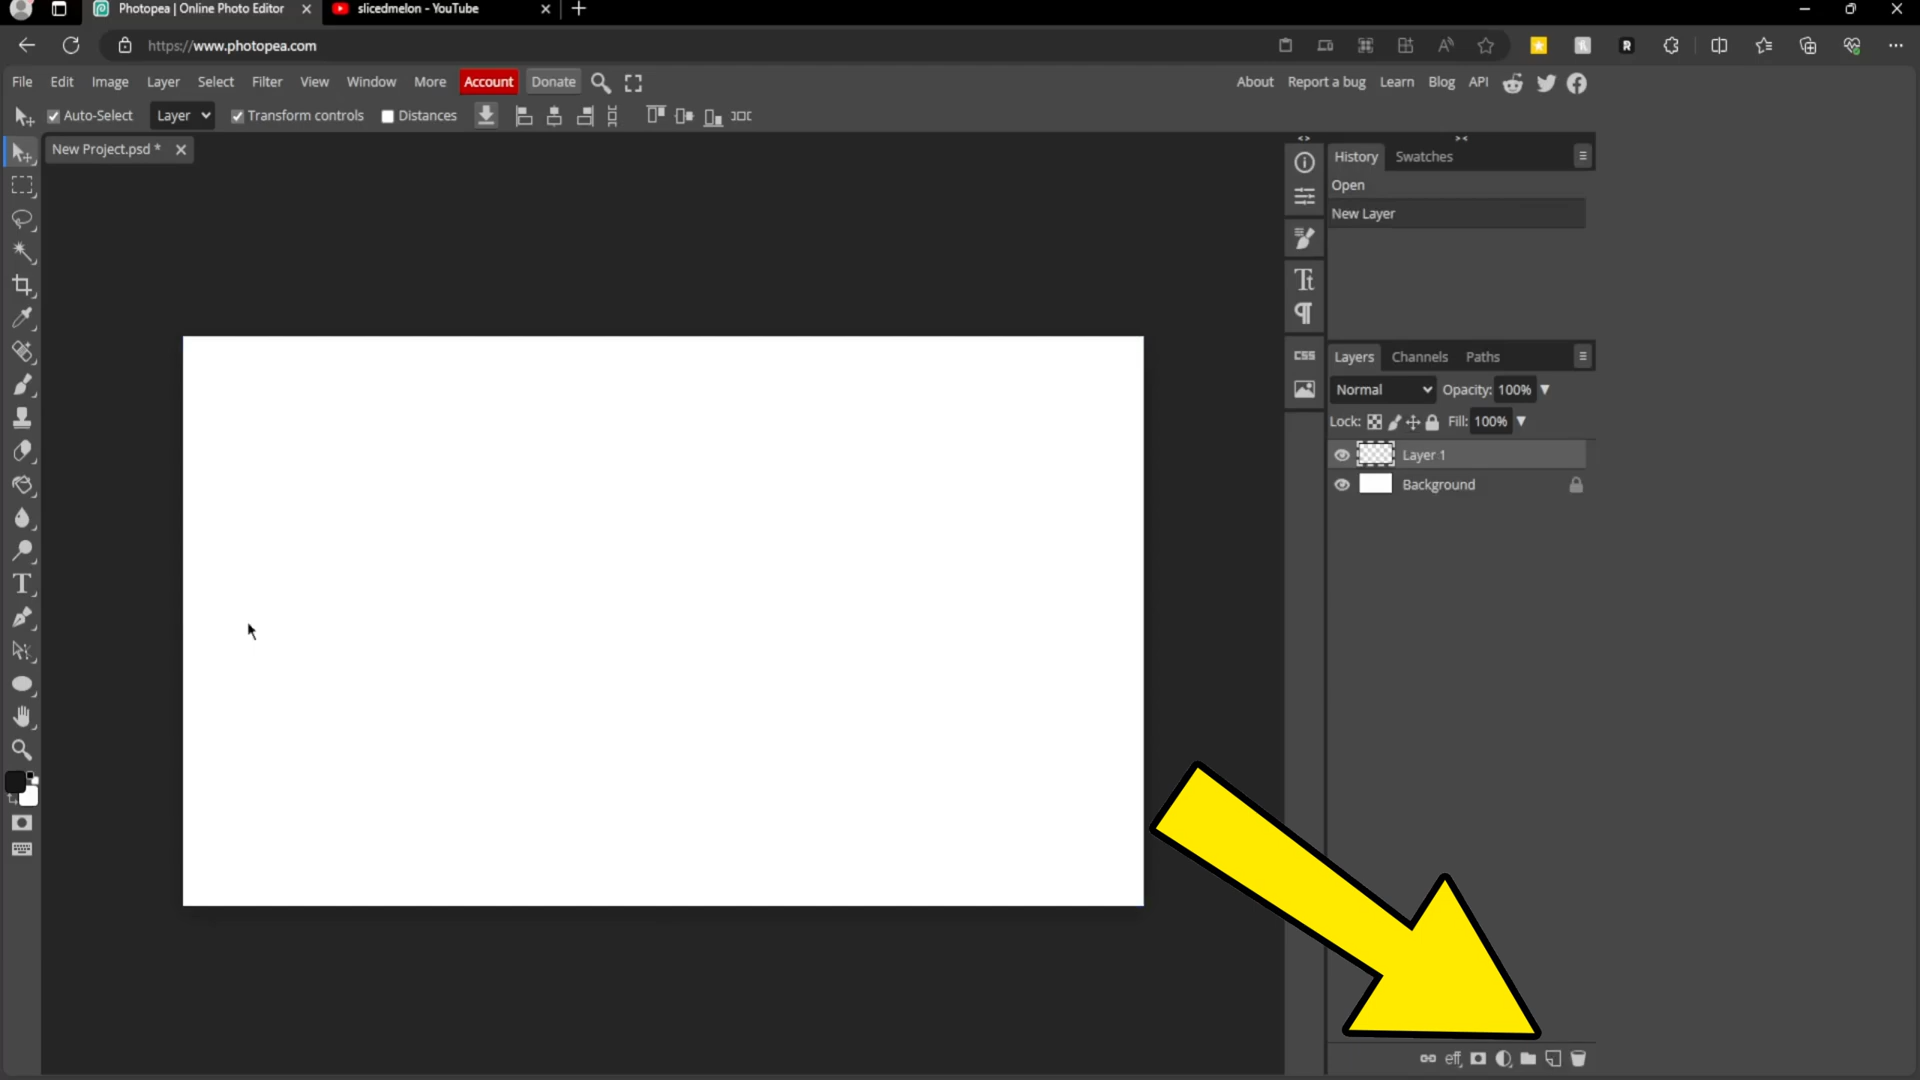 Photopea | Online Photo Editor
slicedmelon - YouTube
https://www.photopea.com
File Edit Image Layer Select Filter View Window More Account Donate
About Report a bug Learn Blog API
Auto-Select Layer Transform controls Distances
New Project.psd *
History Swatches
Open
New Layer
Layers Channels Paths
Normal Opacity: 100%
Lock: Fill: 100%
Layer 1
Background
CSS
eff